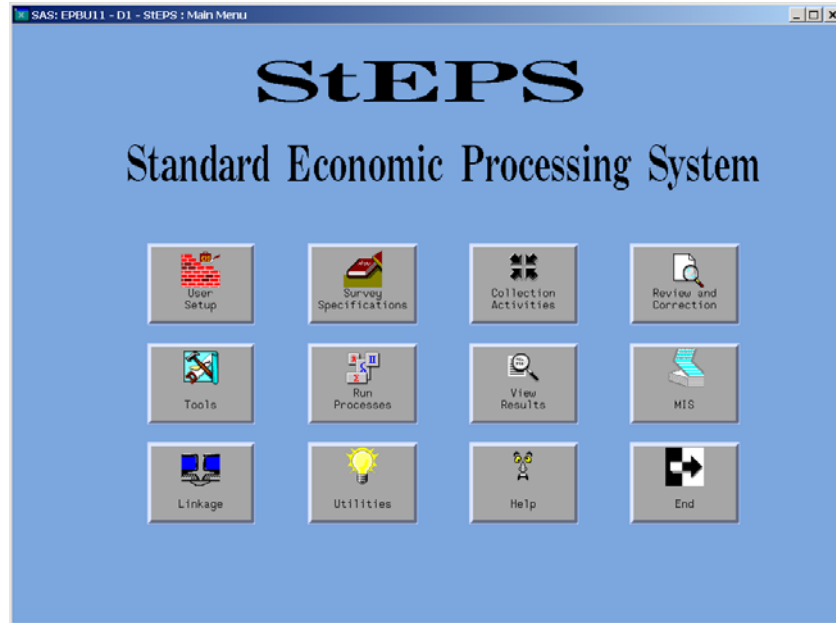 SAS: EPBU11 - D1 - StEPS : Main Menu
StEPS
Standard Economic Processing System
User
Setup
Survey
Specifications
Collection
Activities
Review and
Correction
Tools
Run
Processes
View
Results
MIS
Linkage
Utilities
Help
End